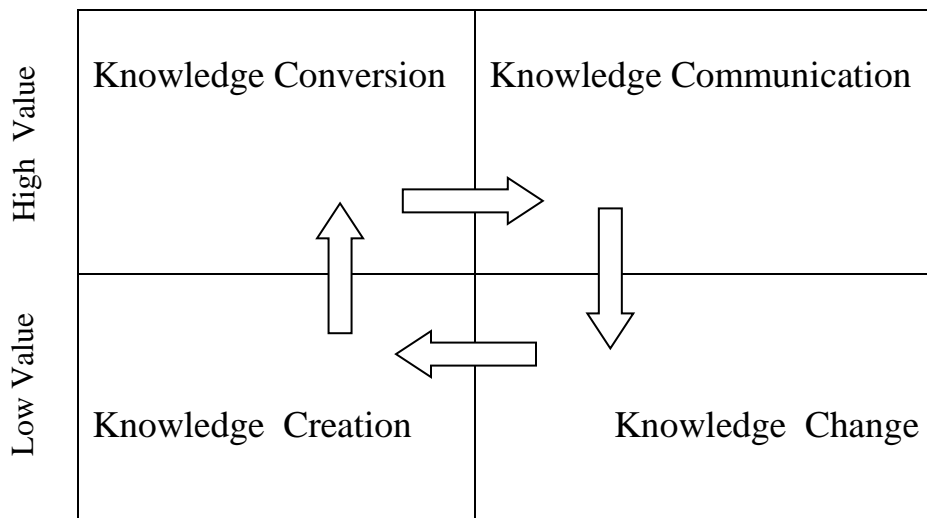 High Value
Knowledge Conversion
Knowledge Communication
Low Value
Knowledge Creation
Knowledge Change